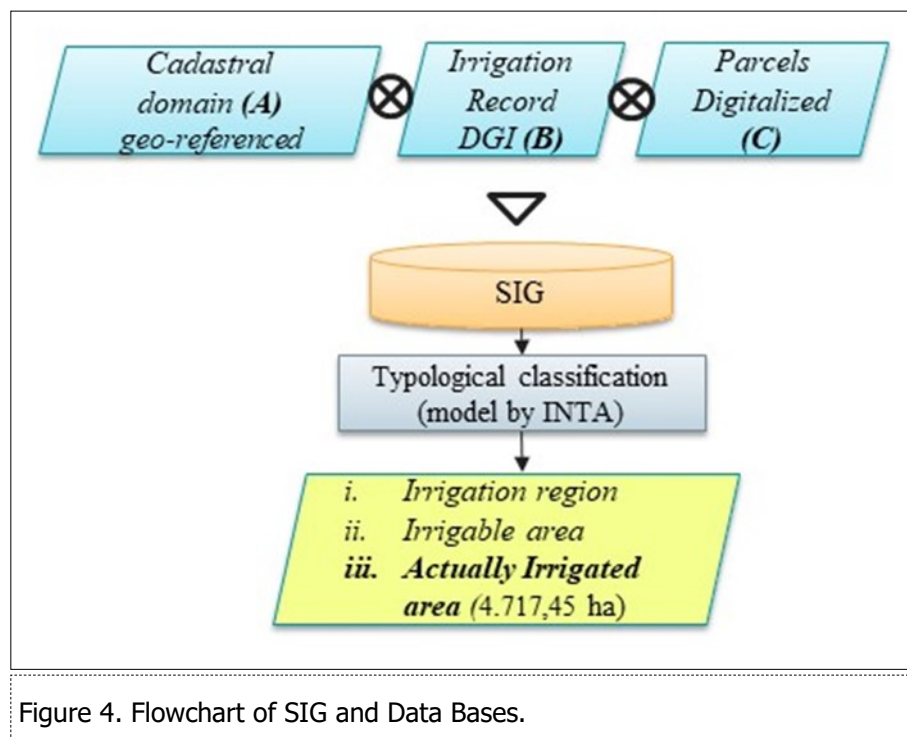 Cadastral
domain (A)
geo-referenced
Irrigation
Record
DGI (B)
Parcels
Digitalized
(C)
SIG
Typological classification
(model by INTA)
i. Irrigation region
ii. Irrigable area
iii. Actually Irrigated
area (4.717,45 ha)
Figure 4. Flowchart of SIG and Data Bases.